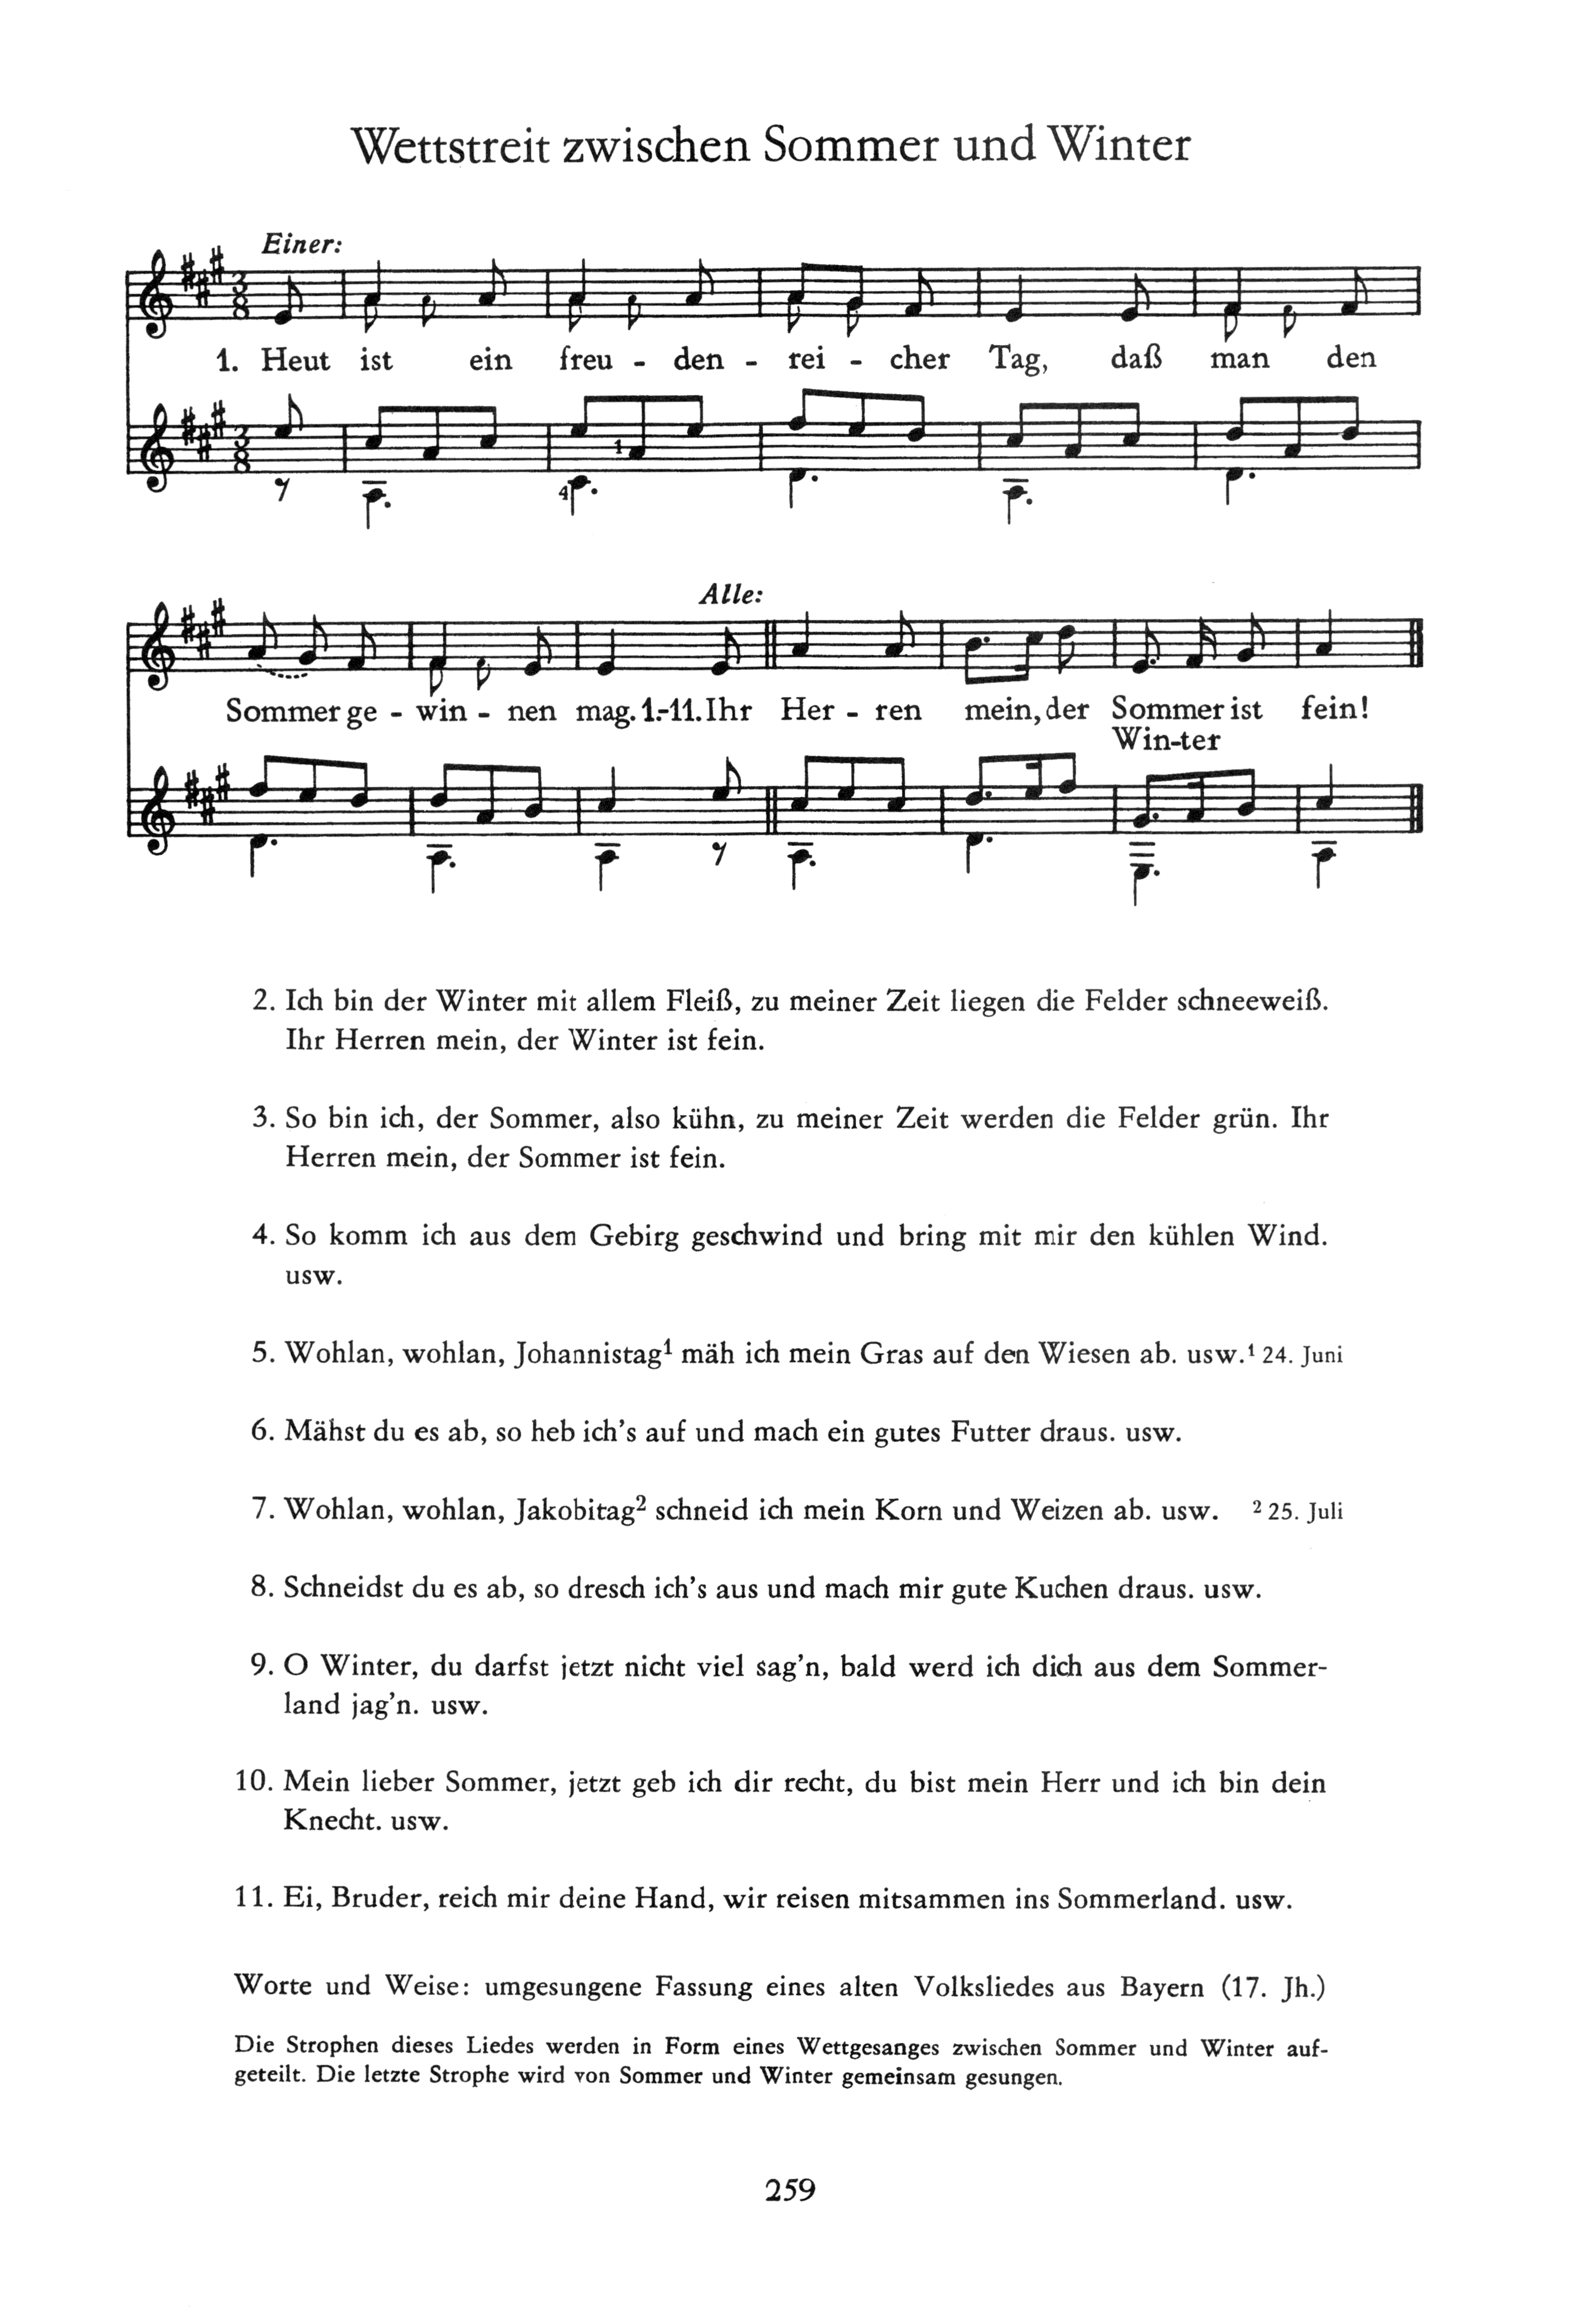 Wettstreit zwischen Sommer und Winter
Einer:
1. Heut ist ein freu - den - rei - cher Tag, daß man den
1
4
Alle:
Sommer ge - win - nen mag. 1.-11. Ihr Her - ren mein, der Sommer ist fein!
Win-ter
2. Ich bin der Winter mit allem Fleiß, zu meiner Zeit liegen die Felder schneeweiß.
Ihr Herren mein, der Winter ist fein.
3. So bin ich, der Sommer, also kühn, zu meiner Zeit werden die Felder grün. Ihr
Herren mein, der Sommer ist fein.
4. So komm ich aus dem Gebirg geschwind und bring mit mir den kühlen Wind.
usw.
5. Wohlan, wohlan, Johannistag¹ mäh ich mein Gras auf den Wiesen ab. usw. ¹ 24. Juni
6. Mähst du es ab, so heb ich's auf und mach ein gutes Futter draus. usw.
7. Wohlan, wohlan, Jakobitag² schneid ich mein Korn und Weizen ab. usw. ² 25. Juli
8. Schneidst du es ab, so dresch ich's aus und mach mir gute Kuchen draus. usw.
9. O Winter, du darfst jetzt nicht viel sag'n, bald werd ich dich aus dem Sommer-
land jag'n. usw.
10. Mein lieber Sommer, jetzt geb ich dir recht, du bist mein Herr und ich bin dein
Knecht. usw.
11. Ei, Bruder, reich mir deine Hand, wir reisen mitsammen ins Sommerland. usw.
Worte und Weise: umgesungene Fassung eines alten Volksliedes aus Bayern (17. Jh.)
Die Strophen dieses Liedes werden in Form eines Wettgesanges zwischen Sommer und Winter auf-
geteilt. Die letzte Strophe wird von Sommer und Winter gemeinsam gesungen.
259